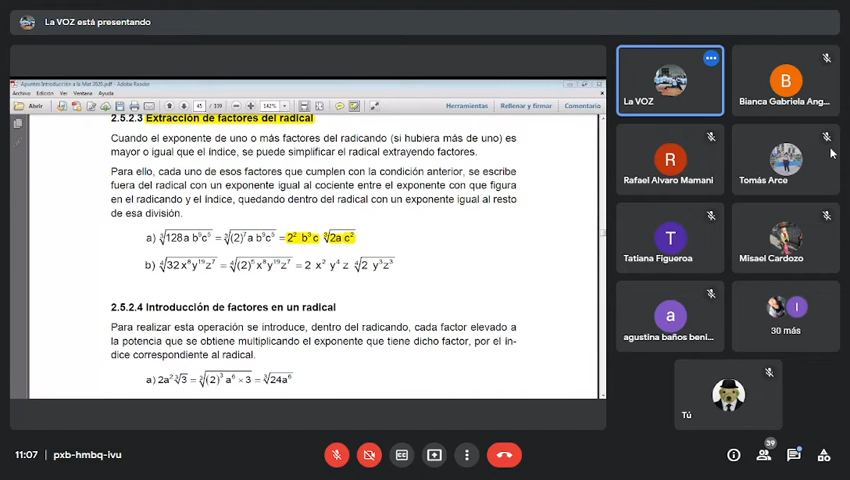 La VOZ está presentando
Apuntes Introducción a la Mat 2020.pdf - Adobe Reader
Archivo Edición Ver Ventana Ayuda
Abrir
45 / 119
142%
Herramientas
Rellenar y firmar
Comentario
2.5.2.3 Extracción de factores del radical
Cuando el exponente de uno o más factores del radicando (si hubiera más de uno) es
mayor o igual que el índice, se puede simplificar el radical extrayendo factores.
Para ello, cada uno de esos factores que cumplen con la condición anterior, se escribe
fuera del radical con un exponente igual al cociente entre el exponente con que figura
en el radicando y el índice, quedando dentro del radical con un exponente igual al resto
de esa división.
a) ∛128a b⁹c⁵ = ∛(2)⁷ a b⁹c⁵ = 2² b³ c ∛2a c²
b) ∜32x⁸y¹⁹z⁷ = ∜(2)⁵ x⁸y¹⁹z⁷ = 2 x² y⁴ z ∜2 y³z³
2.5.2.4 Introducción de factores en un radical
Para realizar esta operación se introduce, dentro del radicando, cada factor elevado a
la potencia que se obtiene multiplicando el exponente que tiene dicho factor, por el ín-
dice correspondiente al radical.
a) 2a² ∛3 = ∛(2)³ a⁶ × 3 = ∛24a⁶
La VOZ
B
Bianca Gabriela Ang...
R
Rafael Alvaro Mamani
Tomás Arce
T
Tatiana Figueroa
M
Misael Cardozo
a
agustina baños beni...
I
30 más
Tú
11:07 pxb-hmbq-ivu
CC
39